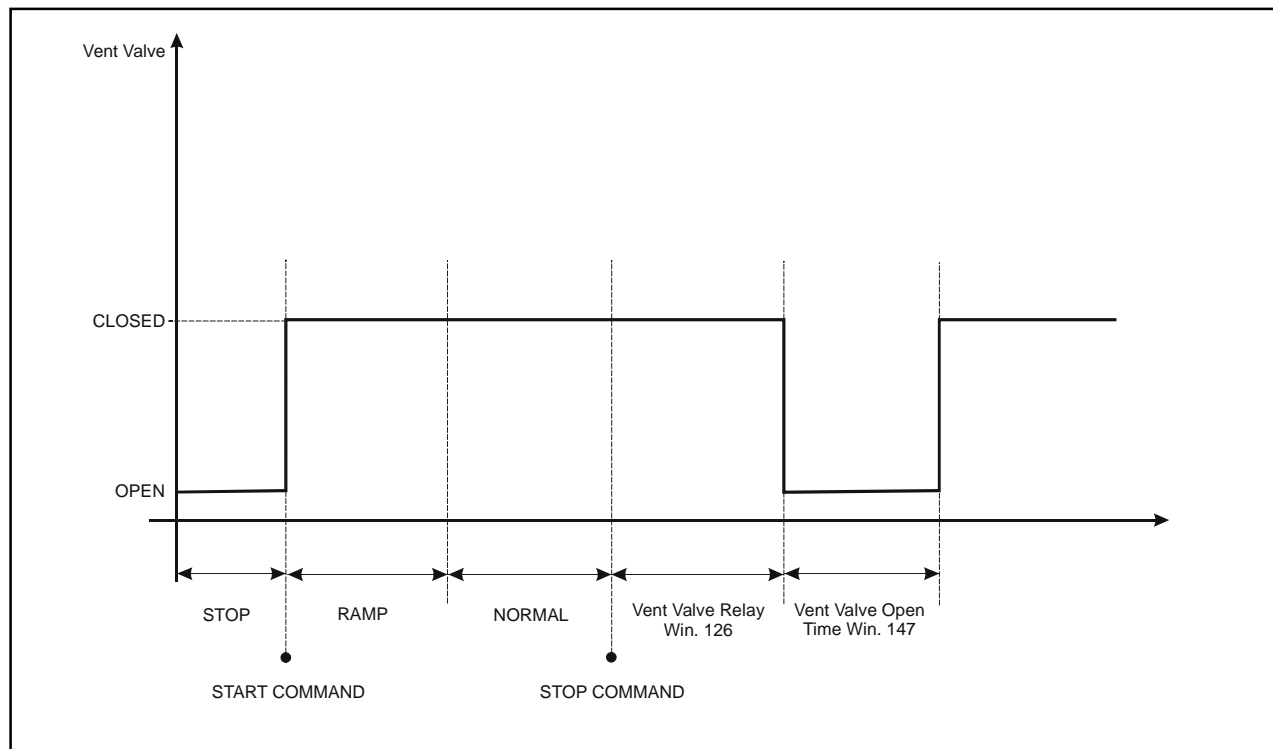 Vent Valve
CLOSED
OPEN
STOP
RAMP
NORMAL
Vent Valve Relay
Win. 126
Vent Valve Open
Time Win. 147
START COMMAND
STOP COMMAND